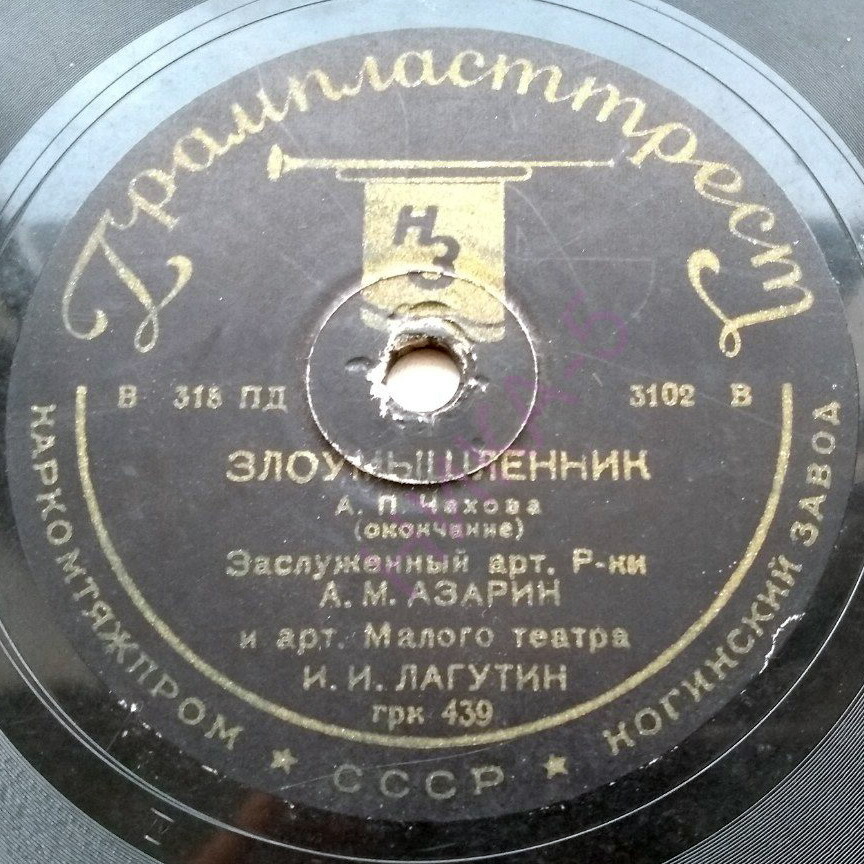 Грампласттрест
НЗ
В 318 ПД 3102 В
ЗЛОУМЫШЛЕННИК
А. П. Чехова
(окончание)
Заслуженный арт. Р-ки
А. М. АЗАРИН
и арт. Малого театра
И. И. ЛАГУТИН
грк 439
НАРКОМТЯЖПРОМ ★ СССР ★ НОГИНСКИЙ ЗАВОД